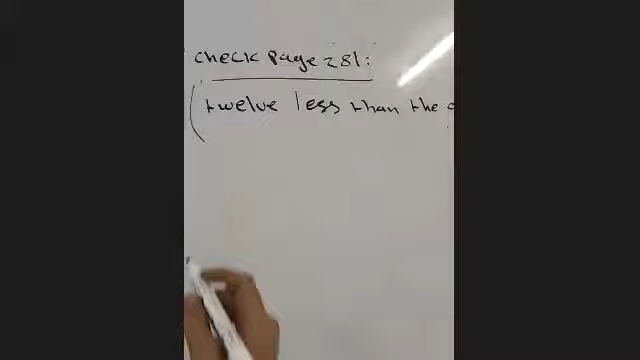 check page 281:
(twelve less than the